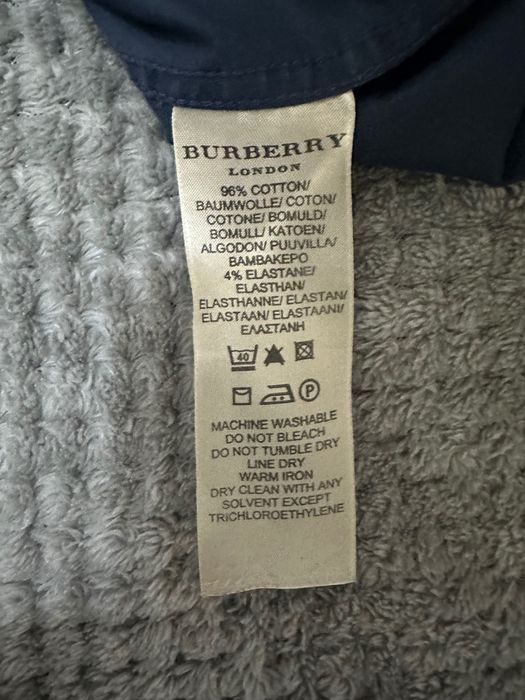 BURBERRY
LONDON
96% COTTON/
BAUMWOLLE/ COTON/
COTONE/ BOMULD/
BOMULL/ KATOEN/
ALGODON/ PUUVILLA/
BAMBAKEPO
4% ELASTANE/
ELASTHAN/
ELASTHANNE/ ELASTAN/
ELASTAAN/ ELASTAANI/
ΕΛΑΣΤΑΝΗ
40
P
MACHINE WASHABLE
DO NOT BLEACH
DO NOT TUMBLE DRY
LINE DRY
WARM IRON
DRY CLEAN WITH ANY
SOLVENT EXCEPT
TRICHLOROETHYLENE